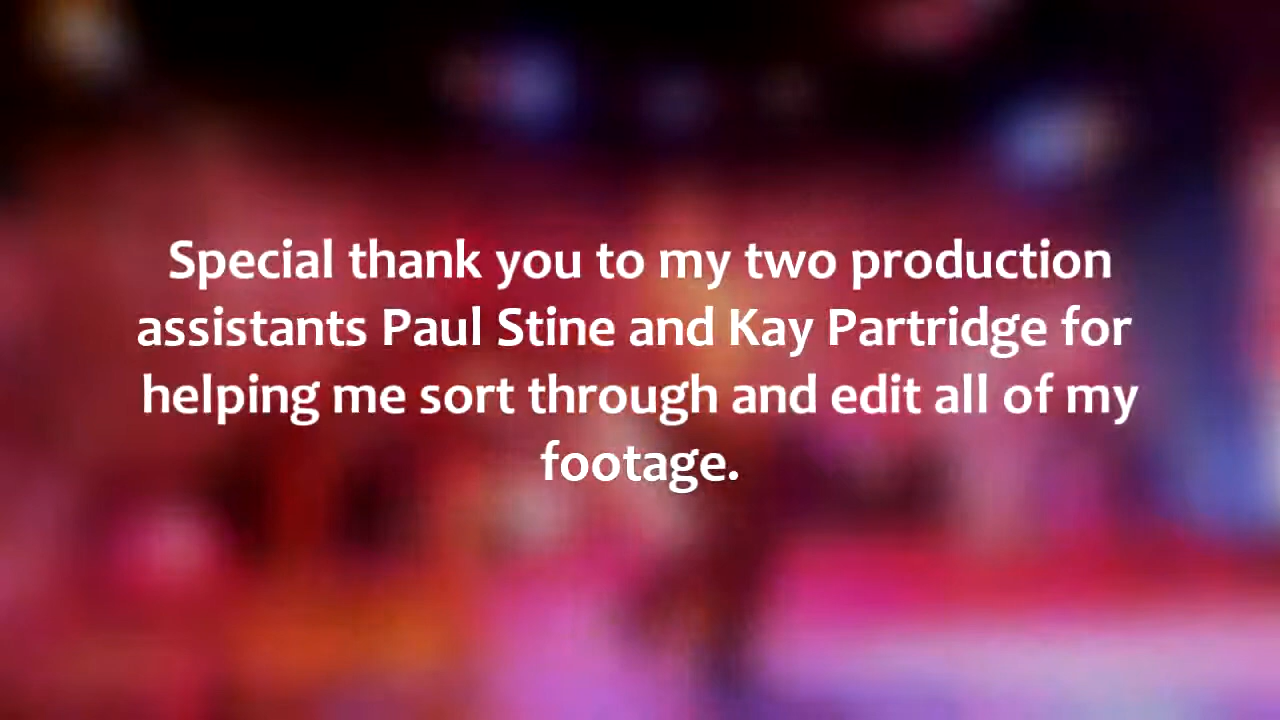 Special thank you to my two production
assistants Paul Stine and Kay Partridge for
helping me sort through and edit all of my
footage.